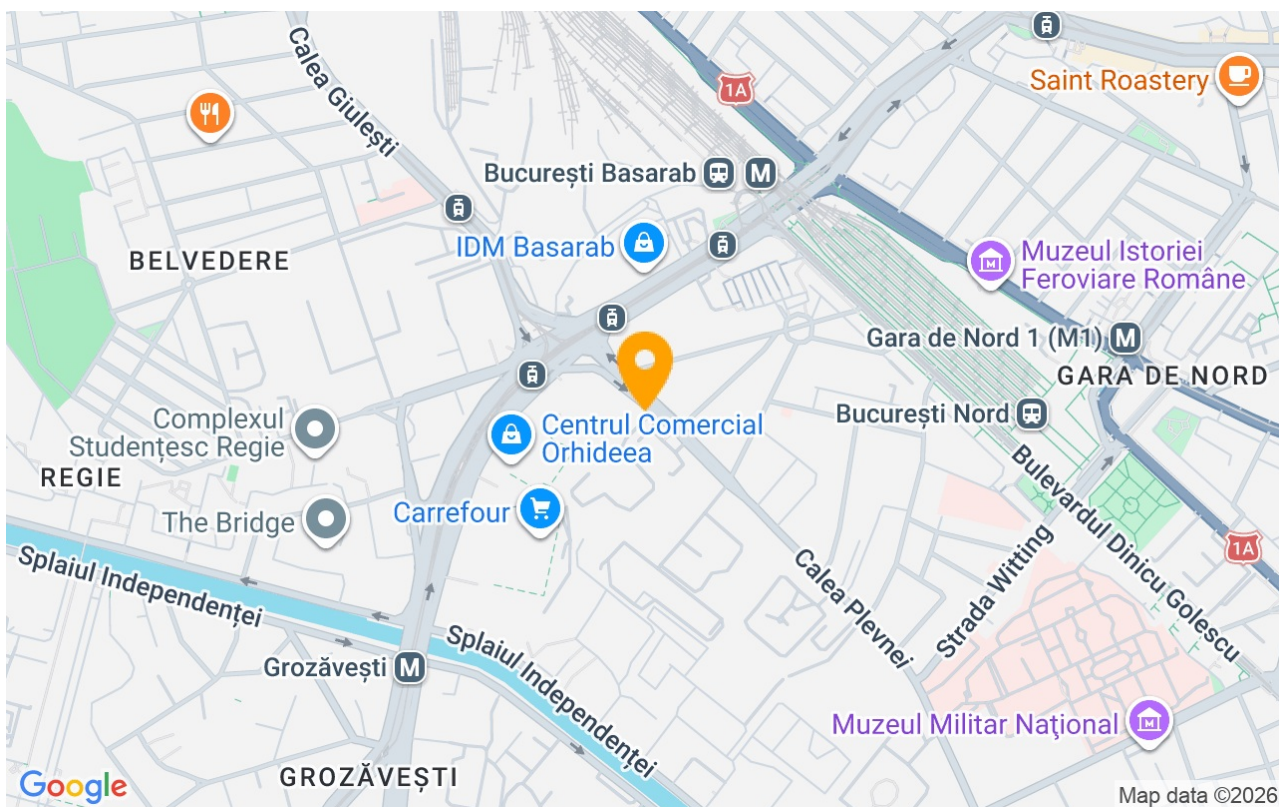 Calea Giulești
1A
Saint Roastery
București Basarab
M
IDM Basarab
BELVEDERE
Muzeul Istoriei
Feroviare Române
Gara de Nord 1 (M1)
M
GARA DE NORD
Complexul
Studențesc Regie
Centrul Comercial
Orhideea
București Nord
REGIE
The Bridge
Carrefour
Bulevardul Dinicu Golescu
1A
Splaiul Independenței
Calea Plevnei
Strada Witting
Splaiul Independenței
Grozăvești
M
Muzeul Militar Naţional
GROZĂVEȘTI
Google
Map data ©2026